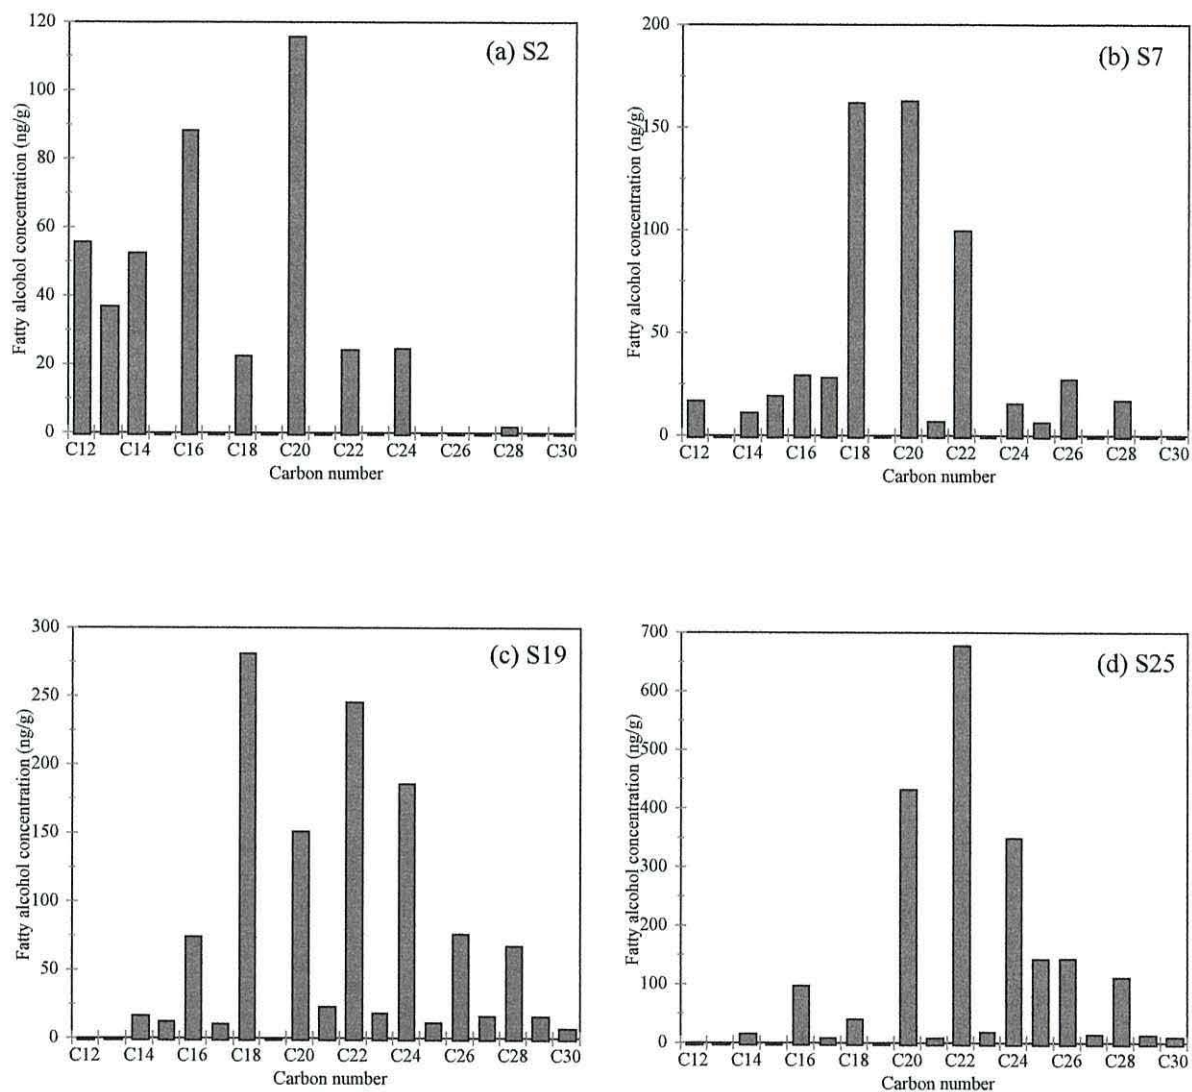 (a) S2
Fatty alcohol concentration (ng/g)
120
100
80
60
40
20
0
C12 C14 C16 C18 C20 C22 C24 C26 C28 C30
Carbon number
(b) S7
Fatty alcohol concentration (ng/g)
200
150
100
50
0
C12 C14 C16 C18 C20 C22 C24 C26 C28 C30
Carbon number
(c) S19
Fatty alcohol concentration (ng/g)
300
250
200
150
100
50
0
C12 C14 C16 C18 C20 C22 C24 C26 C28 C30
Carbon number
(d) S25
Fatty alcohol concentration (ng/g)
700
600
500
400
300
200
100
0
C12 C14 C16 C18 C20 C22 C24 C26 C28 C30
Carbon number